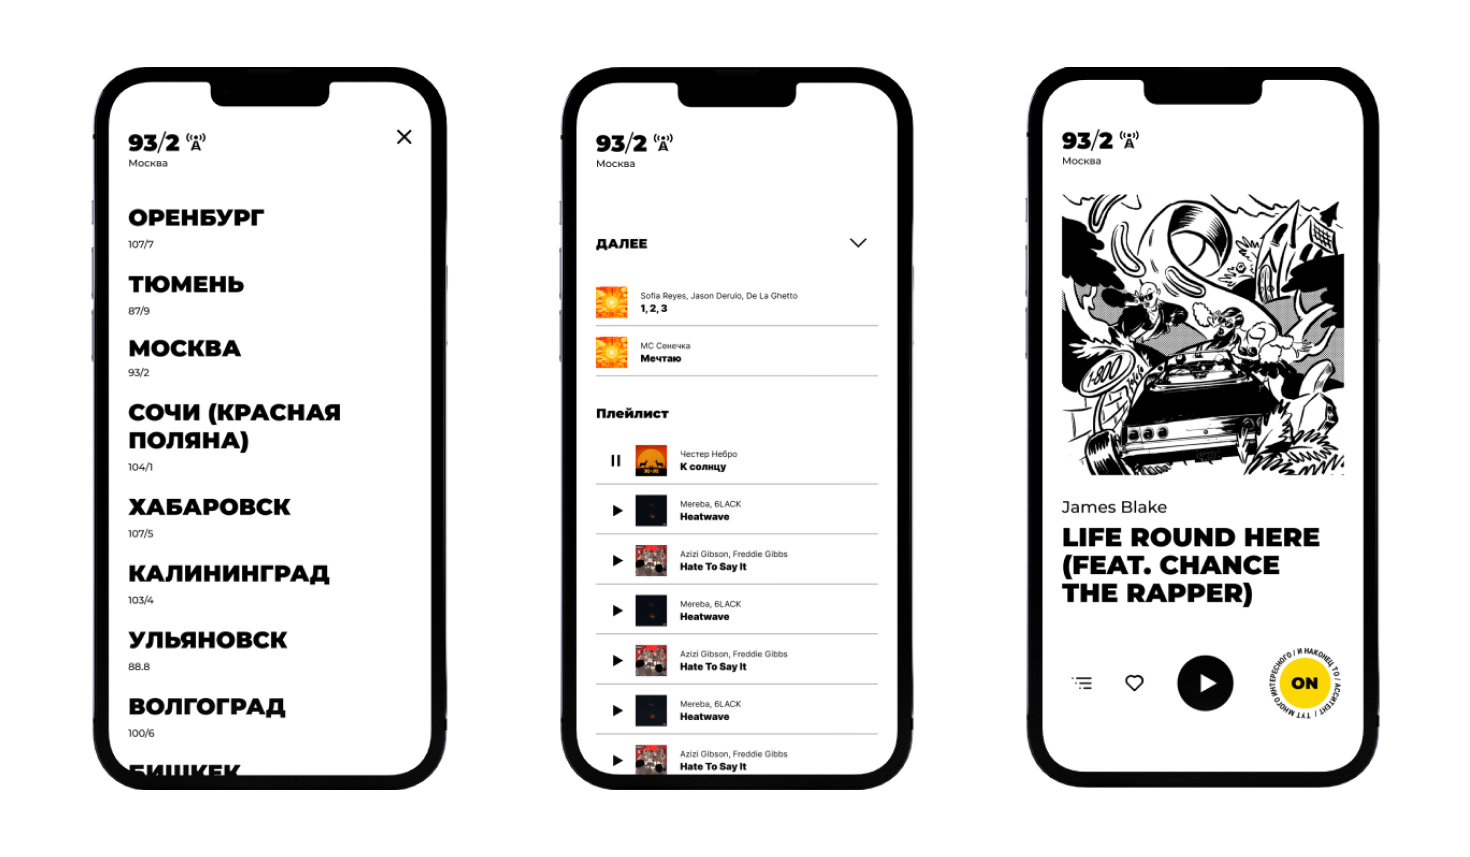 93/2
Москва
ОРЕНБУРГ
107/7
ТЮМЕНЬ
87/9
МОСКВА
93/2
СОЧИ (КРАСНАЯ
ПОЛЯНА)
104/1
ХАБАРОВСК
107/5
КАЛИНИНГРАД
103/4
УЛЬЯНОВСК
88.8
ВОЛГОГРАД
100/6
БИШКЕК
93/2
Москва
ДАЛЕЕ
Sofia Reyes, Jason Derulo, De La Ghetto
1, 2, 3
МС Сенечка
Мечтаю
Плейлист
Честер Небро
К солнцу
Mereba, 6LACK
Heatwave
Azizi Gibson, Freddie Gibbs
Hate To Say It
Mereba, 6LACK
Heatwave
Azizi Gibson, Freddie Gibbs
Hate To Say It
Mereba, 6LACK
Heatwave
Azizi Gibson, Freddie Gibbs
Hate To Say It
93/2
Москва
1-800
James Blake
LIFE ROUND HERE
(FEAT. CHANCE
THE RAPPER)
ON
И НАКОНЕЦ ТО / АССИТЕНТ / ТУТ МНОГО ИНТЕРЕСНОГО /